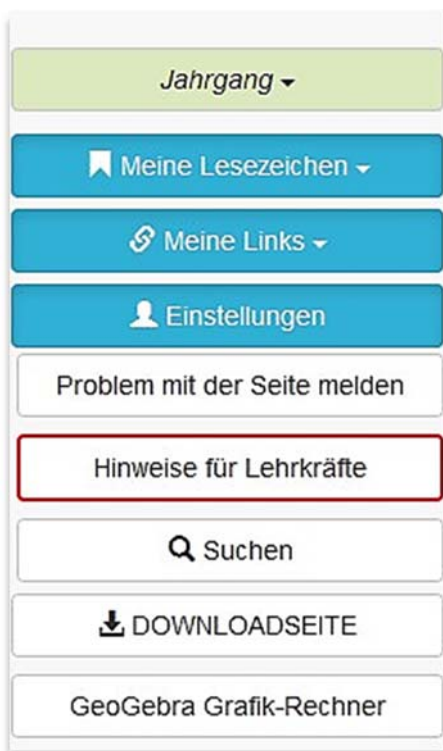 Jahrgang
Meine Lesezeichen
Meine Links
Einstellungen
Problem mit der Seite melden
Hinweise für Lehrkräfte
Suchen
DOWNLOADSEITE
GeoGebra Grafik-Rechner